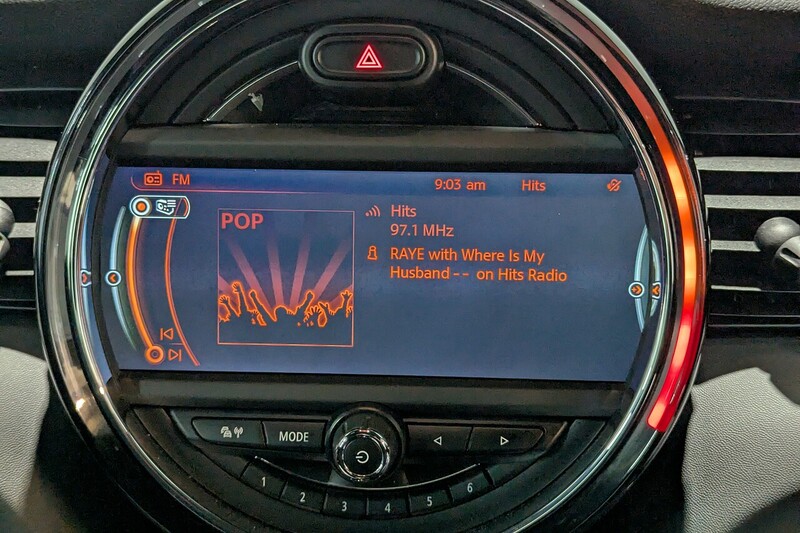 FM
9:03 am
Hits
POP
Hits
97.1 MHz
RAYE with Where Is My
Husband -- on Hits Radio
MODE
1
2
3
4
5
6